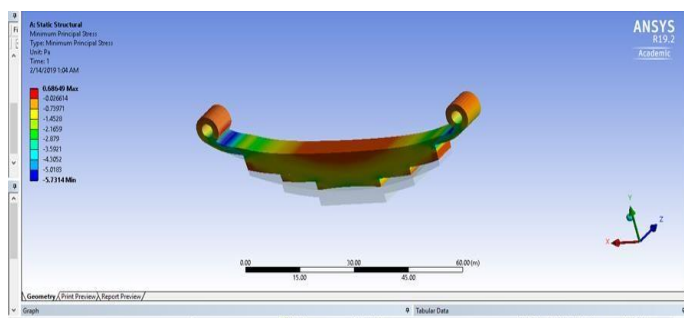 A: Static Structural
Minimum Principal Stress
Type: Minimum Principal Stress
Unit: Pa
Time: 1
2/14/2019 1:04 AM
0.68649 Max
-0.026614
-0.73971
-1.4528
-2.1659
-2.879
-3.5921
-4.3052
-5.0183
-5.7314 Min
ANSYS
R19.2
Academic
Y
Z
X
0.00 30.00 60.00 (m)
15.00 45.00
Geometry Print Preview Report Preview
Graph
Tabular Data